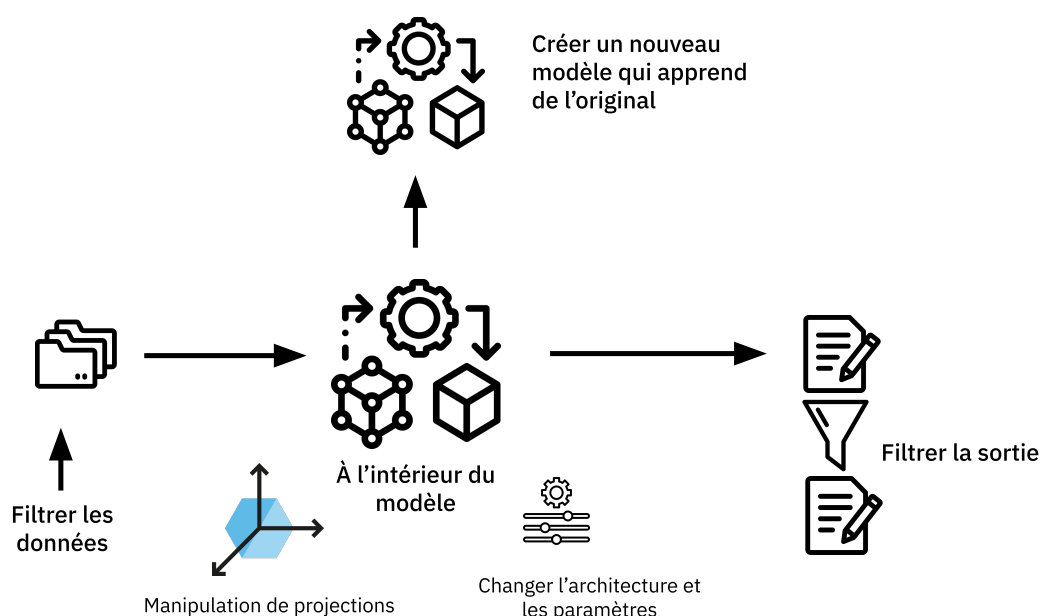 Créer un nouveau
modèle qui apprend
de l’original
Filtrer la sortie
À l’intérieur du
modèle
Filtrer les
données
Changer l’architecture et
les paramètres
Manipulation de projections